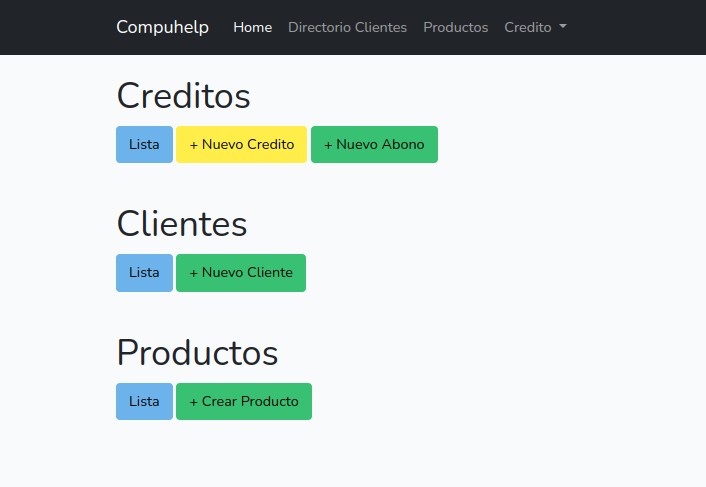 Compuhelp Home Directorio Clientes Productos Credito
Creditos
Lista + Nuevo Credito + Nuevo Abono
Clientes
Lista + Nuevo Cliente
Productos
Lista + Crear Producto